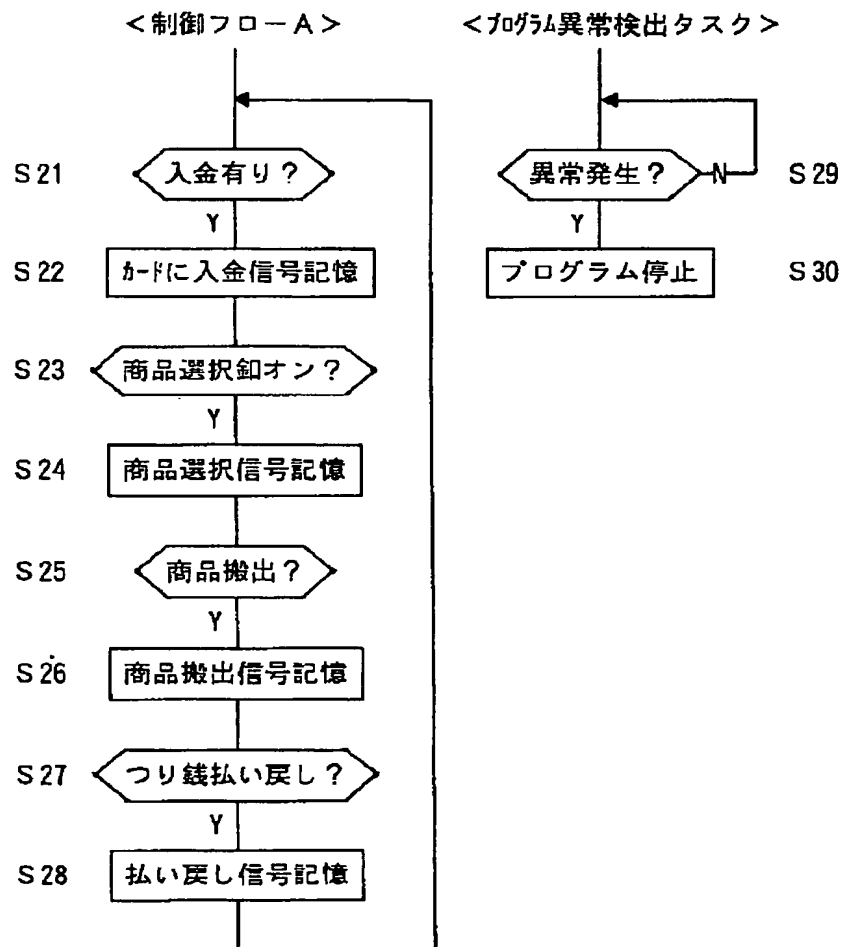 <制御フローA>
S21
入金有り？
Y
S22
ｶｰﾄﾞに入金信号記憶
S23
商品選択釦オン？
Y
S24
商品選択信号記憶
S25
商品搬出？
Y
S26
商品搬出信号記憶
S27
つり銭払い戻し？
Y
S28
払い戻し信号記憶
<ﾌﾟﾛｸﾞﾗﾑ異常検出タスク>
異常発生？
N
S29
Y
プログラム停止
S30